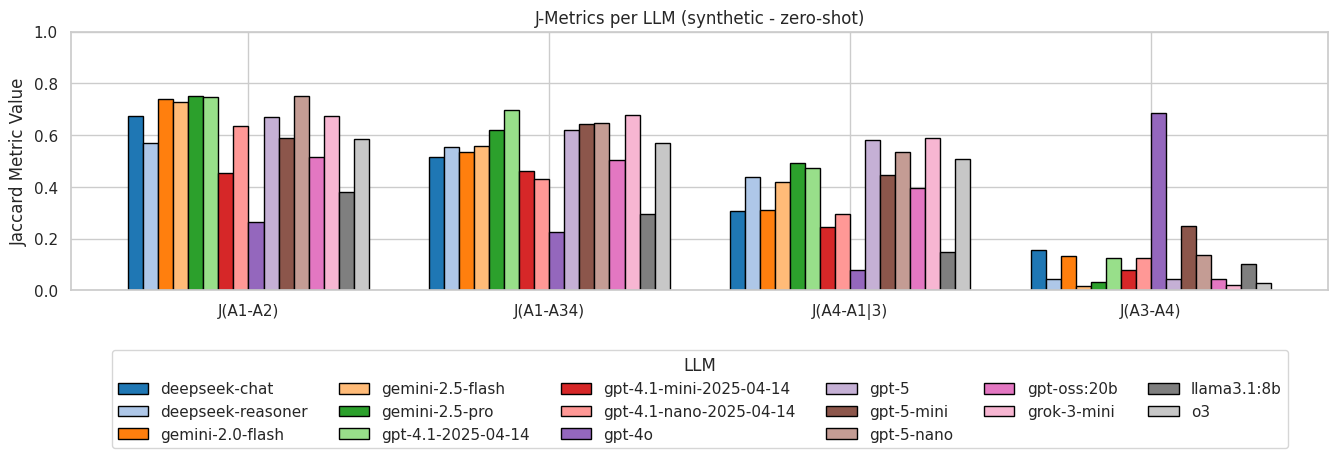 J-Metrics per LLM (synthetic - zero-shot)
Jaccard Metric Value
1.0
0.8
0.6
0.4
0.2
0.0
J(A1-A2)
J(A1-A34)
J(A4-A1|3)
J(A3-A4)
LLM
deepseek-chat
deepseek-reasoner
gemini-2.0-flash
gemini-2.5-flash
gemini-2.5-pro
gpt-4.1-2025-04-14
gpt-4.1-mini-2025-04-14
gpt-4.1-nano-2025-04-14
gpt-4o
gpt-5
gpt-5-mini
gpt-5-nano
gpt-oss:20b
grok-3-mini
llama3.1:8b
o3